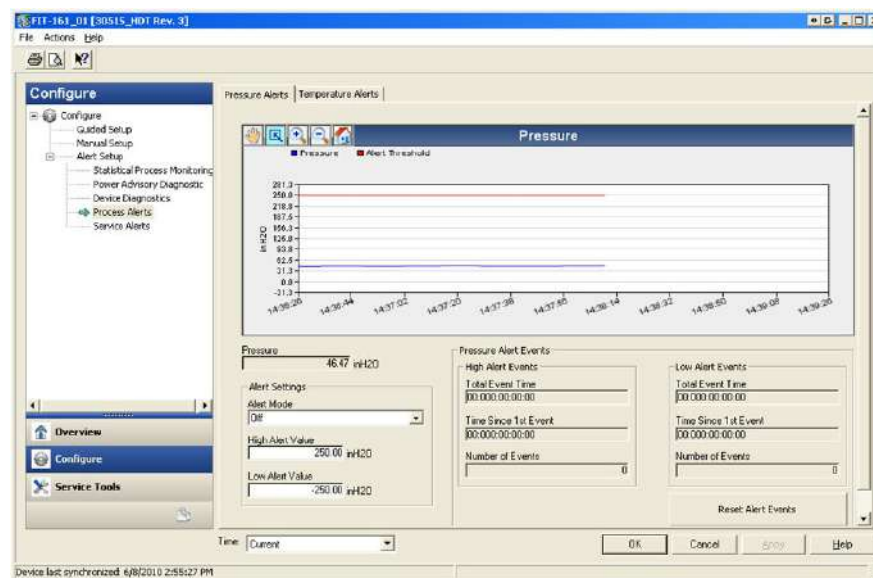 FIT-161_01 [3051S_HDT Rev. 3]
File Actions Help
Configure
Configure
Guided Setup
Manual Setup
Alert Setup
Statistical Process Monitoring
Power Advisory Diagnostic
Device Diagnostics
Process Alerts
Service Alerts
Overview
Configure
Service Tools
Pressure Alerts Temperature Alerts
Pressure
Pressure Alert Threshold
inH2O
281.3
250.0
218.8
187.5
156.3
125.0
93.8
62.5
31.3
0.0
-31.3
14:36:26 14:36:44 14:37:02 14:37:20 14:37:38 14:37:56 14:38:14 14:38:32 14:38:50 14:39:08 14:39:26
Pressure
46.47 inH2O
Alert Settings
Alert Mode
Off
High Alert Value
250.00 inH2O
Low Alert Value
-250.00 inH2O
Pressure Alert Events
High Alert Events
Total Event Time
00:000:00:00:00
Time Since 1st Event
00:000:00:00:00
Number of Events
0
Low Alert Events
Total Event Time
00:000:00:00:00
Time Since 1st Event
00:000:00:00:00
Number of Events
0
Reset Alert Events
Time: Current
OK Cancel Apply Help
Device last synchronized: 6/8/2010 2:55:27 PM